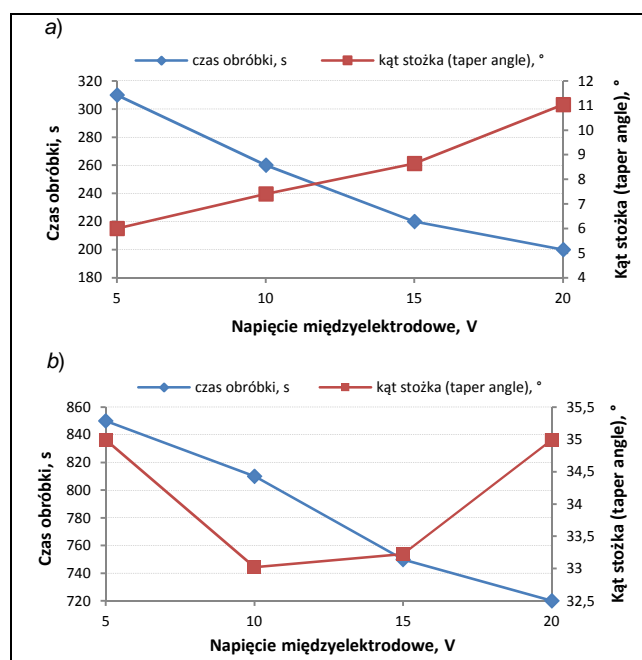 a)
czas obróbki, s kąt stożka (taper angle), °
320
300
280
260
240
220
200
180
12
11
10
9
8
7
6
5
4
Czas obróbki, s
Kąt stożka (taper angle), °
5 10 15 20
Napięcie międzyelektrodowe, V
b)
czas obróbki, s kąt stożka (taper angle), °
860
840
820
800
780
760
740
720
35,5
35
34,5
34
33,5
33
32,5
Czas obróbki, s
Kąt stożka (taper angle), °
5 10 15 20
Napięcie międzyelektrodowe, V